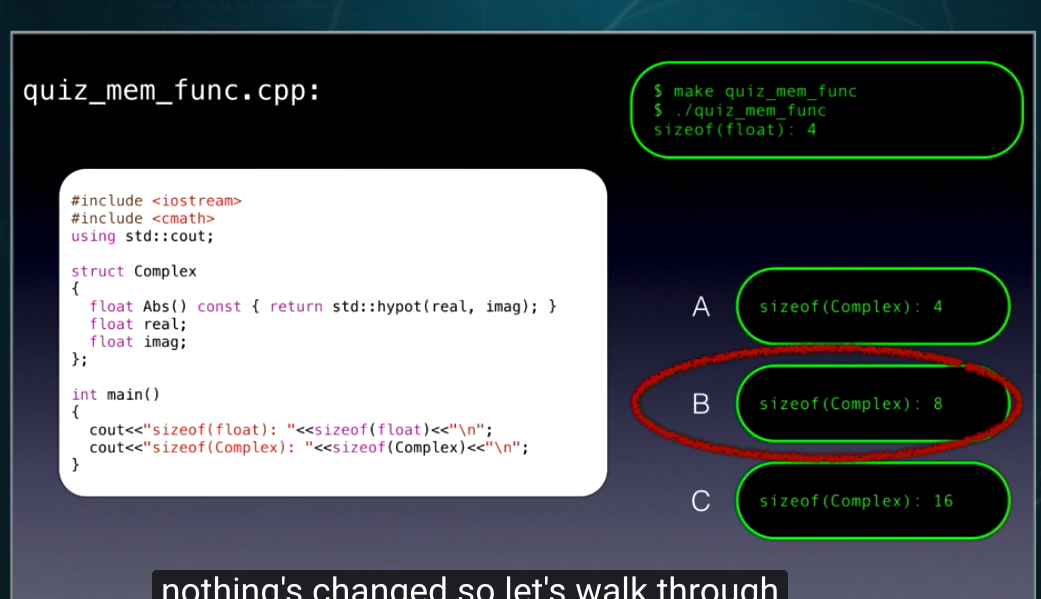 quiz_mem_func.cpp:
$ make quiz_mem_func
$ ./quiz_mem_func
sizeof(float): 4
#include <iostream>
#include <cmath>
using std::cout;
struct Complex
{
float Abs() const { return std::hypot(real, imag); }
float real;
float imag;
};
int main()
{
cout<<"sizeof(float): "<<sizeof(float)<<"\n";
cout<<"sizeof(Complex): "<<sizeof(Complex)<<"\n";
}
A sizeof(Complex): 4
B sizeof(Complex): 8
C sizeof(Complex): 16
nothing's changed so let's walk through